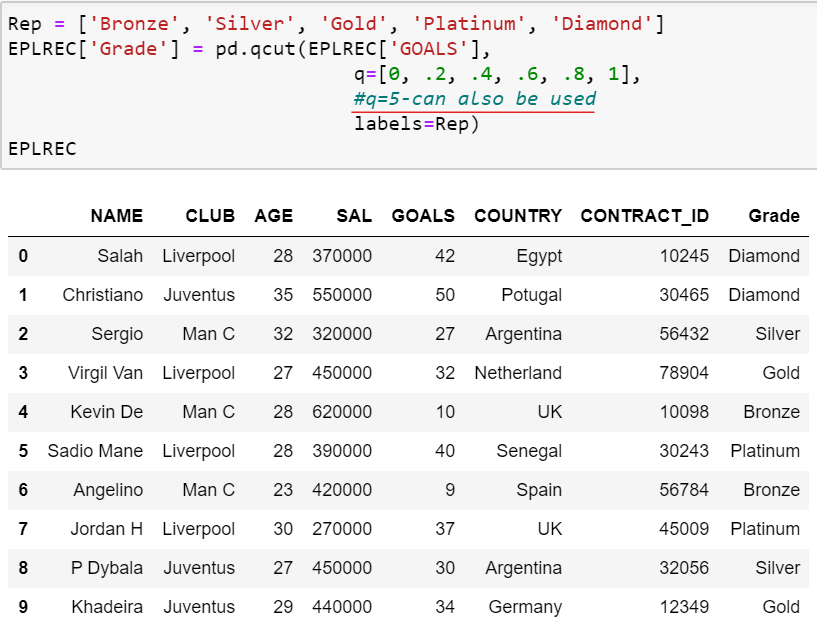 Rep = ['Bronze', 'Silver', 'Gold', 'Platinum', 'Diamond']
EPLREC['Grade'] = pd.qcut(EPLREC['GOALS'],
q=[0, .2, .4, .6, .8, 1],
#q=5-can also be used
labels=Rep)
EPLREC
NAME CLUB AGE SAL GOALS COUNTRY CONTRACT_ID Grade
0 Salah Liverpool 28 370000 42 Egypt 10245 Diamond
1 Christiano Juventus 35 550000 50 Potugal 30465 Diamond
2 Sergio Man C 32 320000 27 Argentina 56432 Silver
3 Virgil Van Liverpool 27 450000 32 Netherland 78904 Gold
4 Kevin De Man C 28 620000 10 UK 10098 Bronze
5 Sadio Mane Liverpool 28 390000 40 Senegal 30243 Platinum
6 Angelino Man C 23 420000 9 Spain 56784 Bronze
7 Jordan H Liverpool 30 270000 37 UK 45009 Platinum
8 P Dybala Juventus 27 450000 30 Argentina 32056 Silver
9 Khadeira Juventus 29 440000 34 Germany 12349 Gold